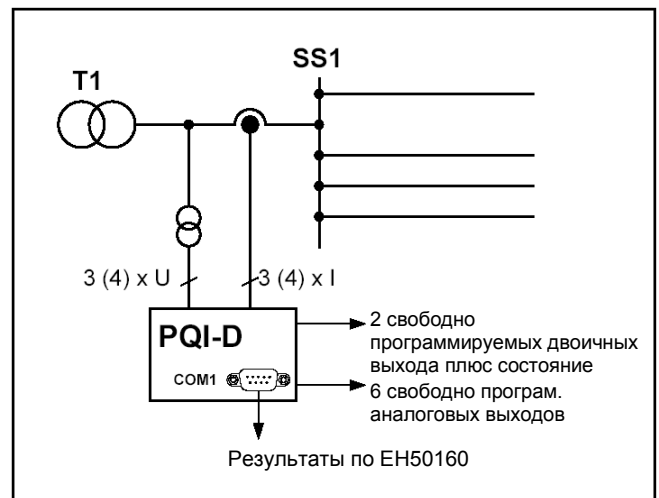 SS1
T1
3 (4) x U
3 (4) x I
PQI-D
COM1
2 свободно
программируемых двоичных
выхода плюс состояние
6 свободно програм.
аналоговых выходов
Результаты по ЕН50160